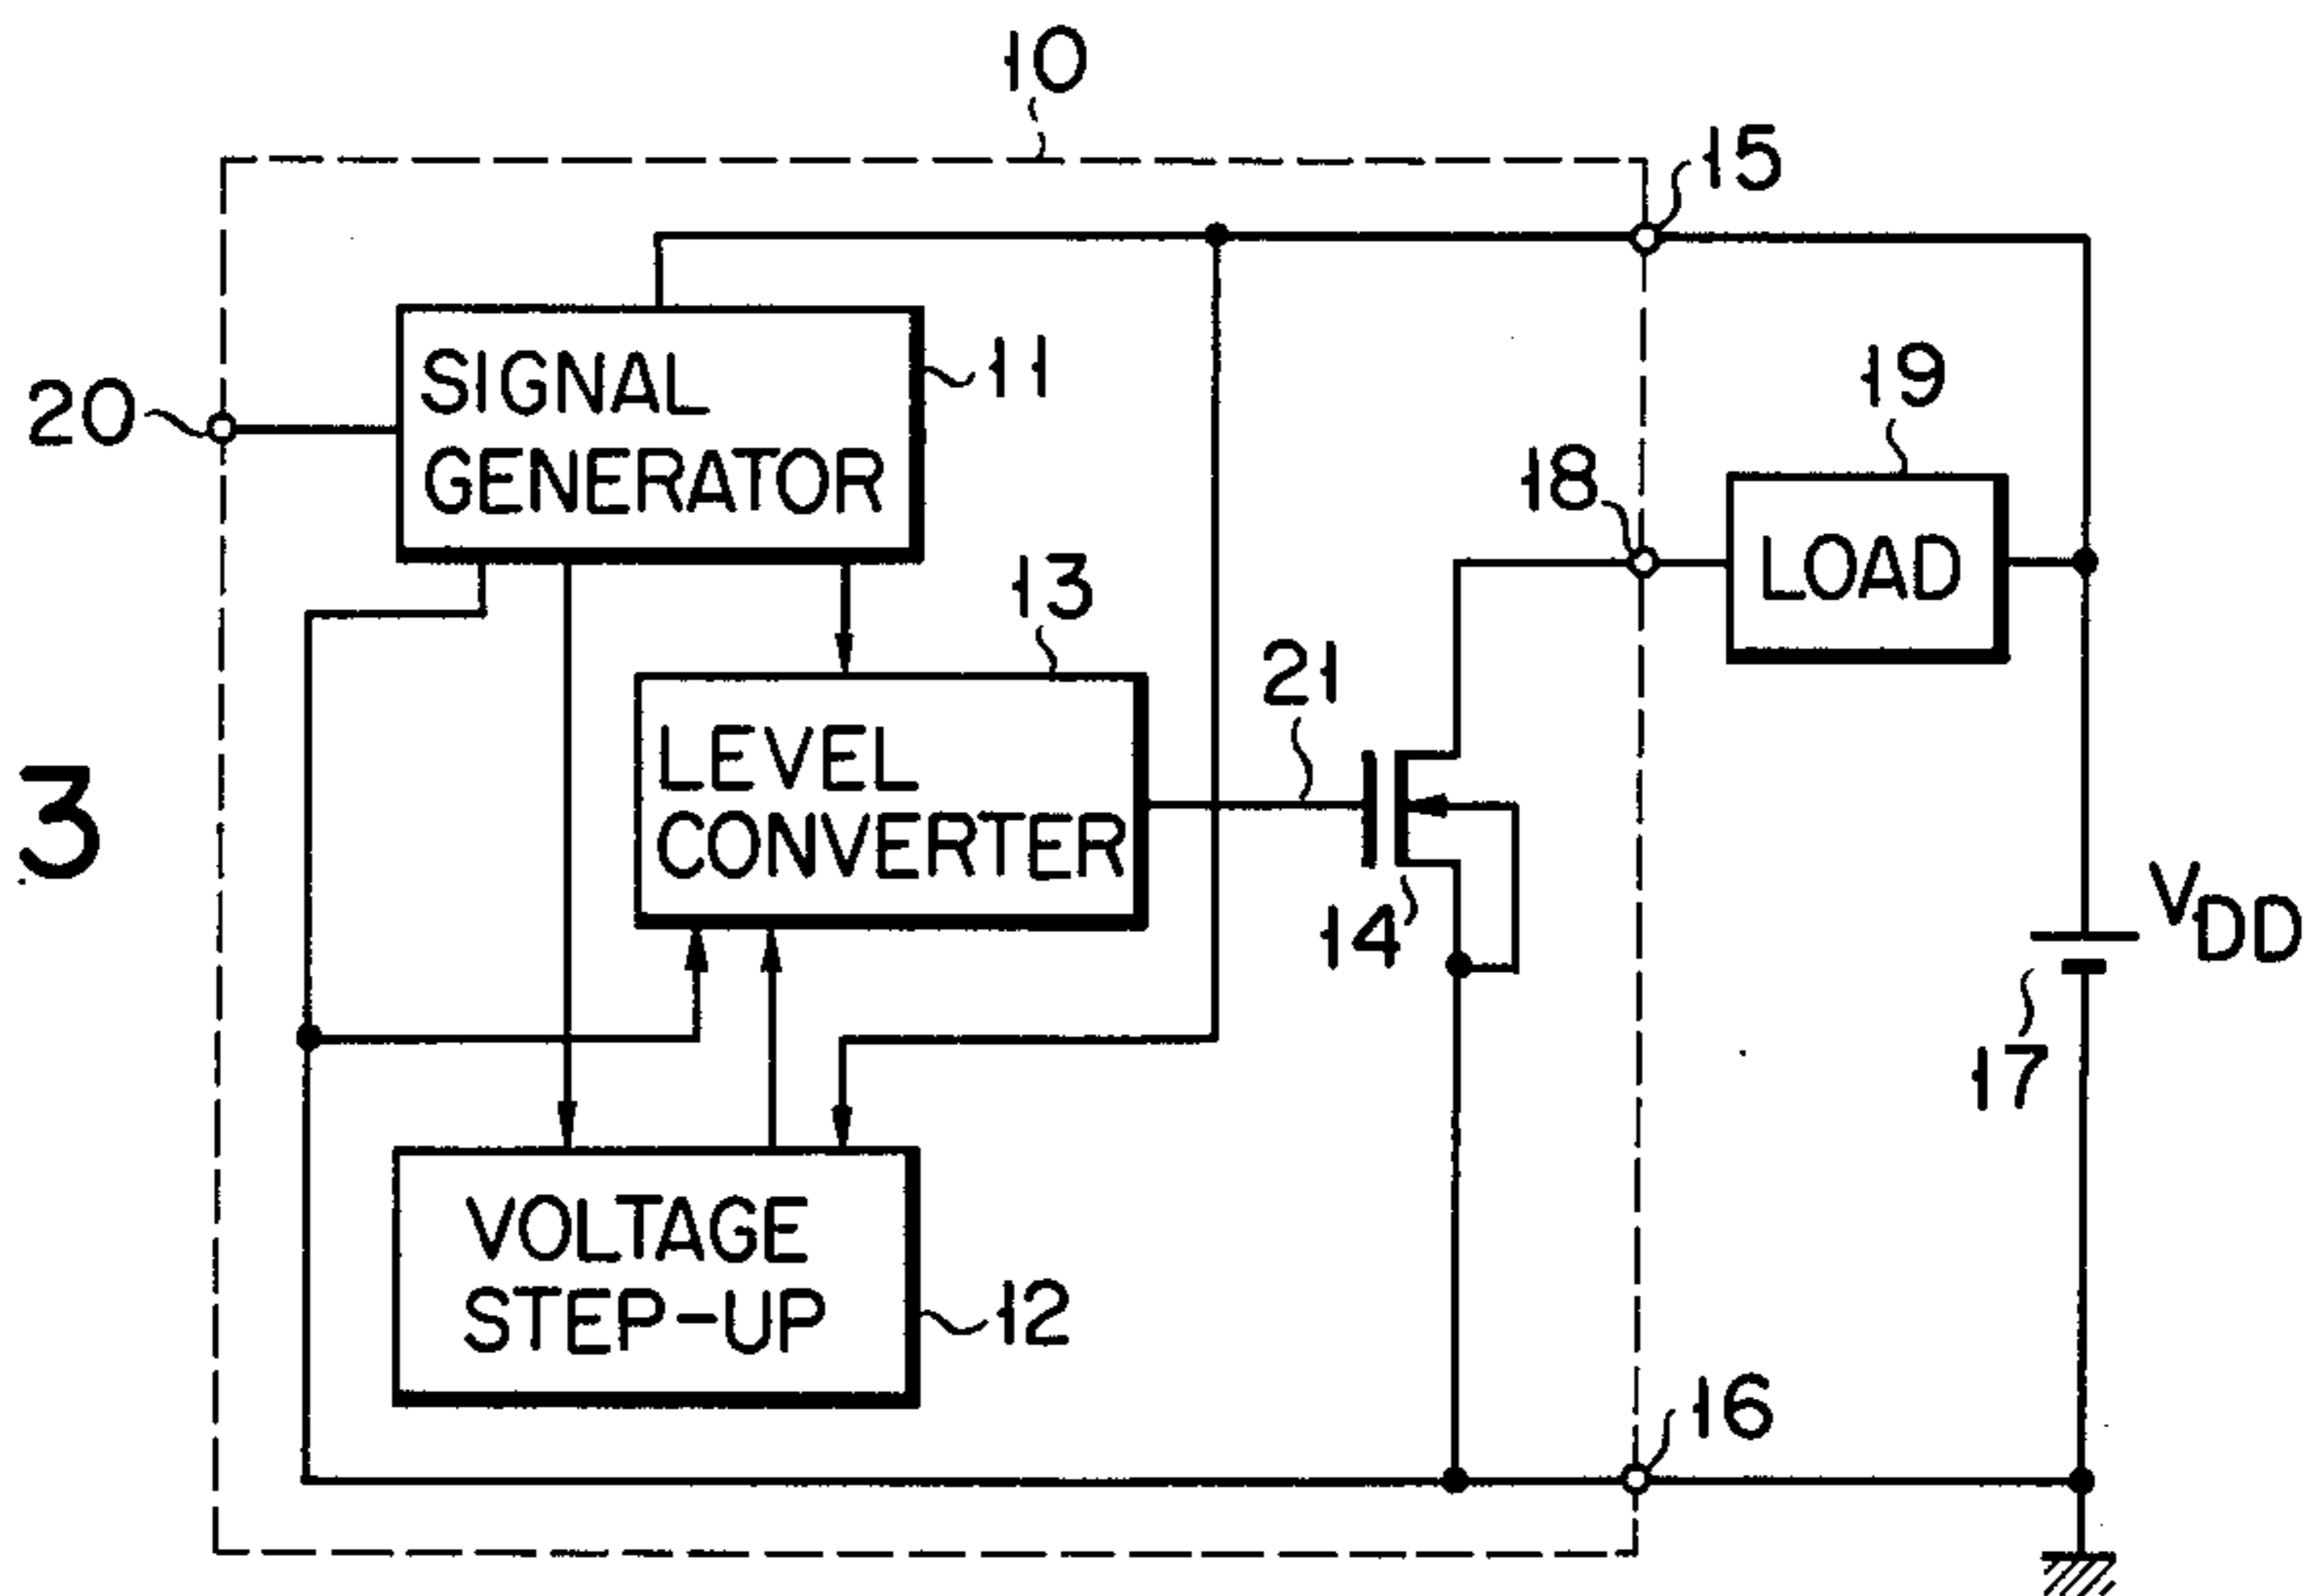 10
15
SIGNAL
GENERATOR
11
20
19
18
LOAD
13
21
LEVEL
CONVERTER
3
14
VDD
17
VOLTAGE
STEP-UP
12
16